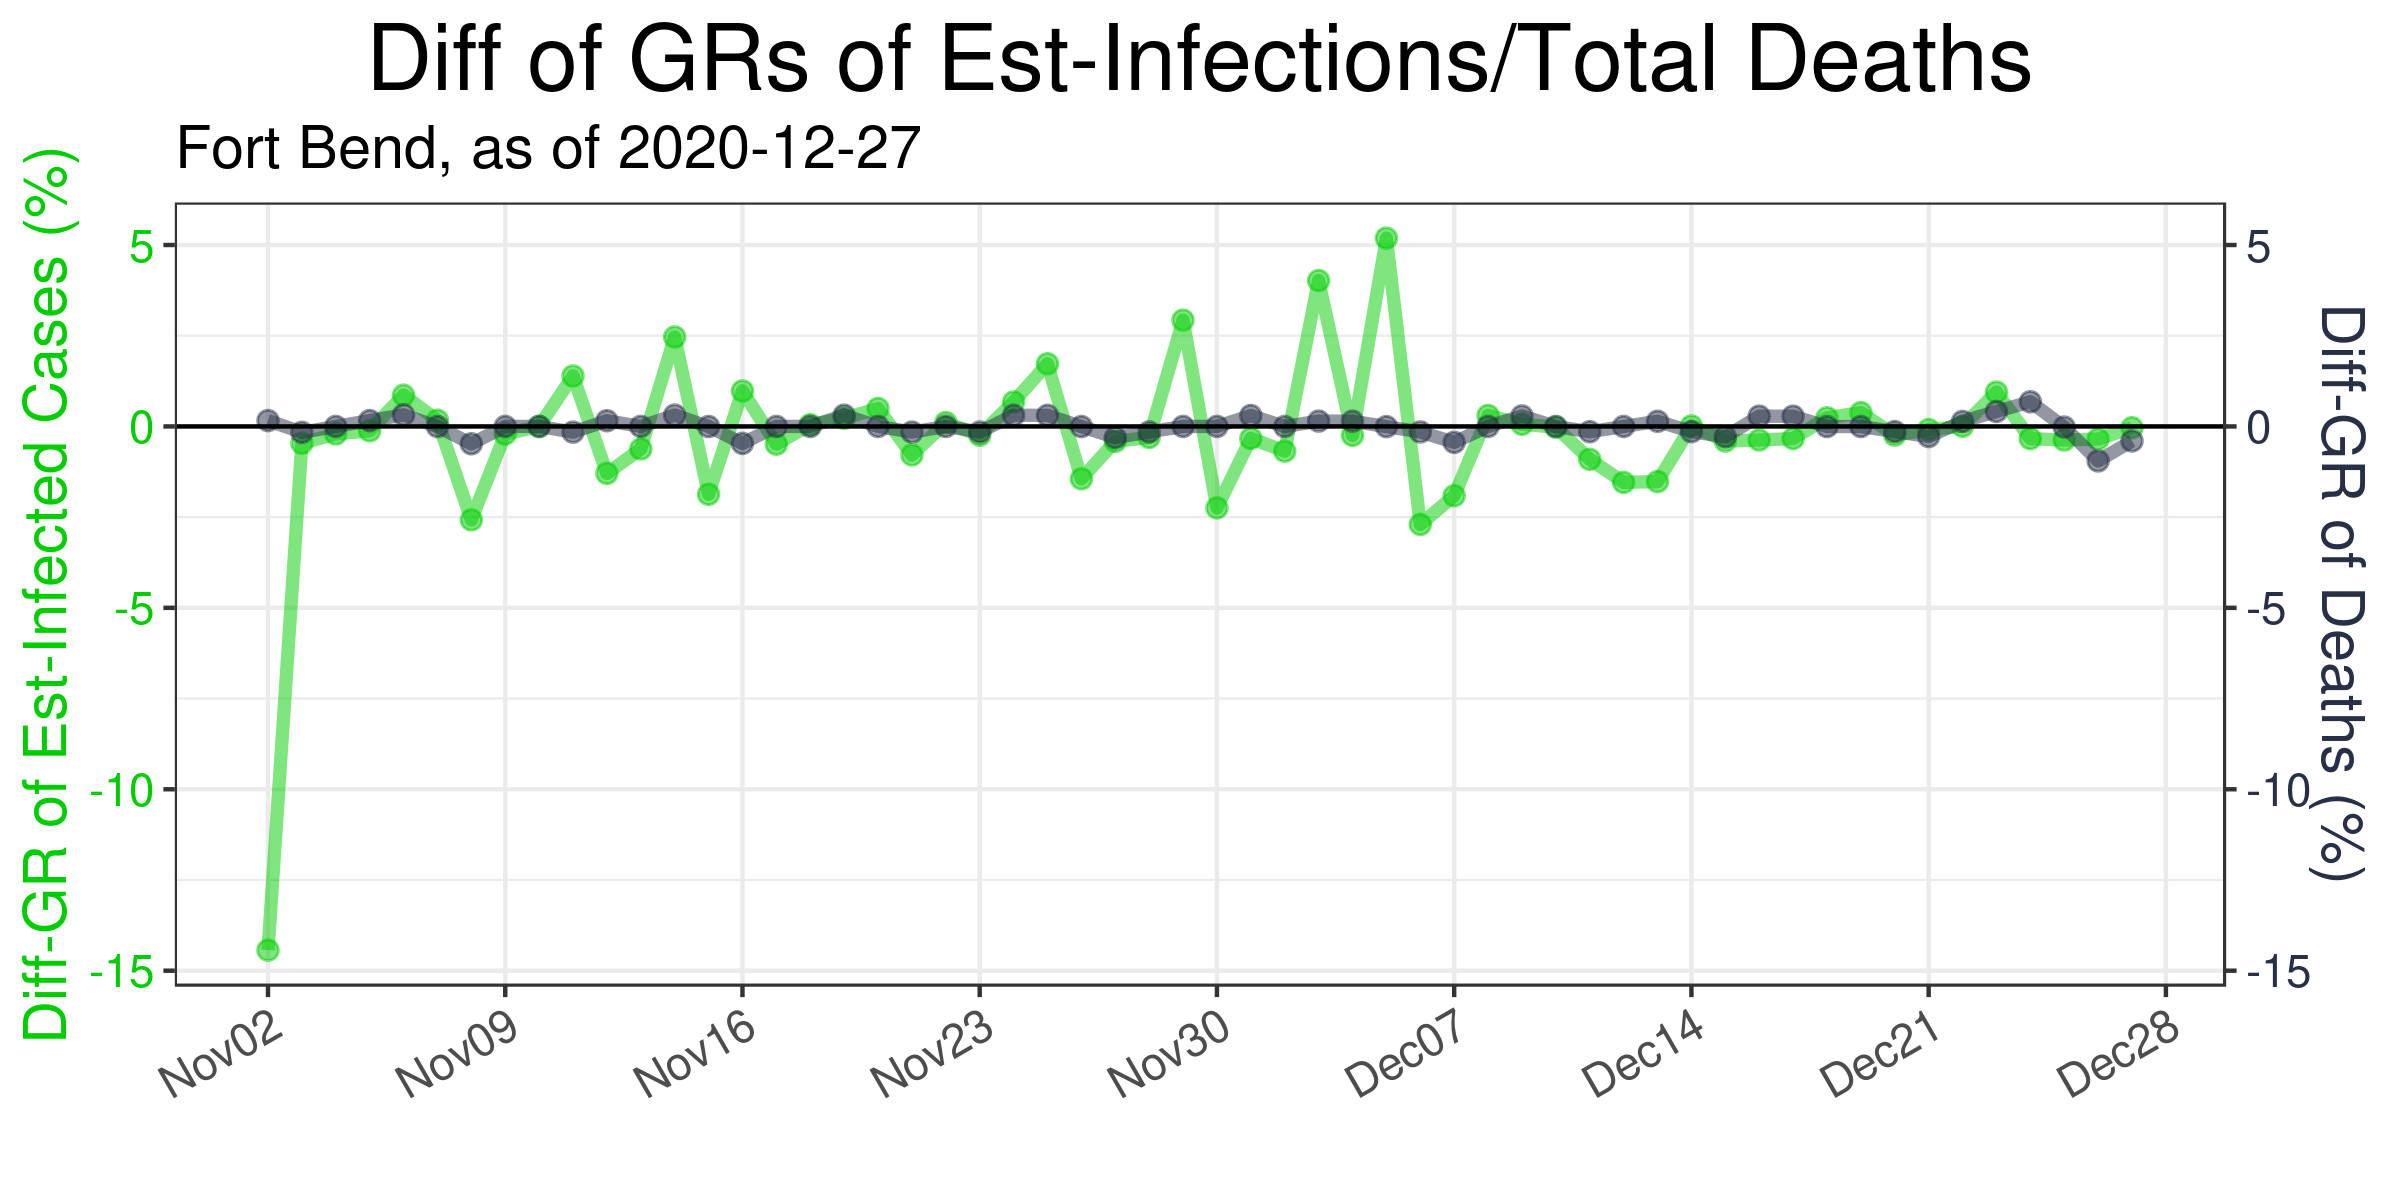 Diff of GRs of Est-Infections/Total Deaths
Fort Bend, as of 2020-12-27
Diff-GR of Est-Infected Cases (%)
5
0
-5
-10
-15
5
0
-5
-10
-15
Diff-GR of Deaths (%)
Nov02
Nov09
Nov16
Nov23
Nov30
Dec07
Dec14
Dec21
Dec28